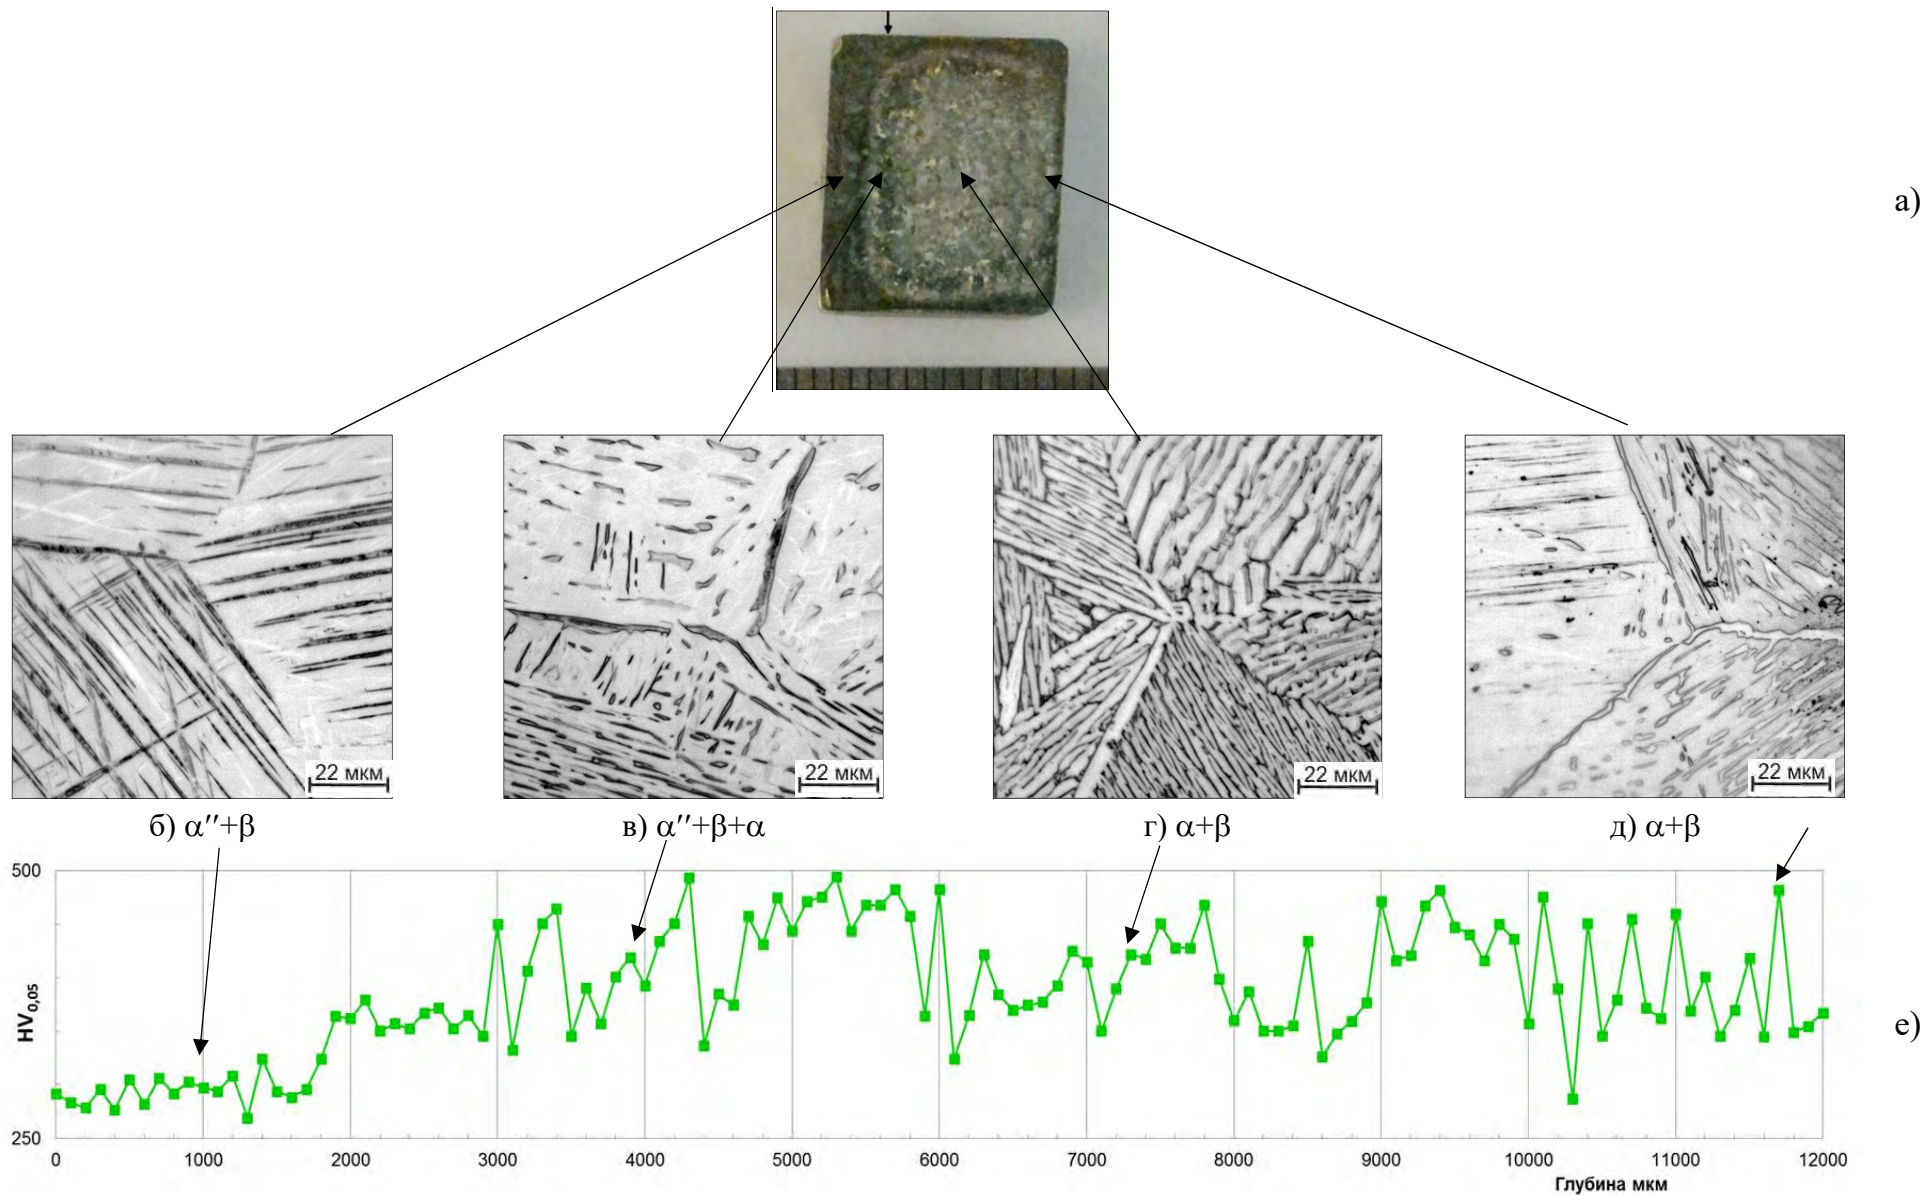 а)
22 мкм
22 мкм
22 мкм
22 мкм
б) α′′+β
в) α′′+β+α
г) α+β
д) α+β
500
HV0,05
250
е)
0 1000 2000 3000 4000 5000 6000 7000 8000 9000 10000 11000 12000
Глубина мкм